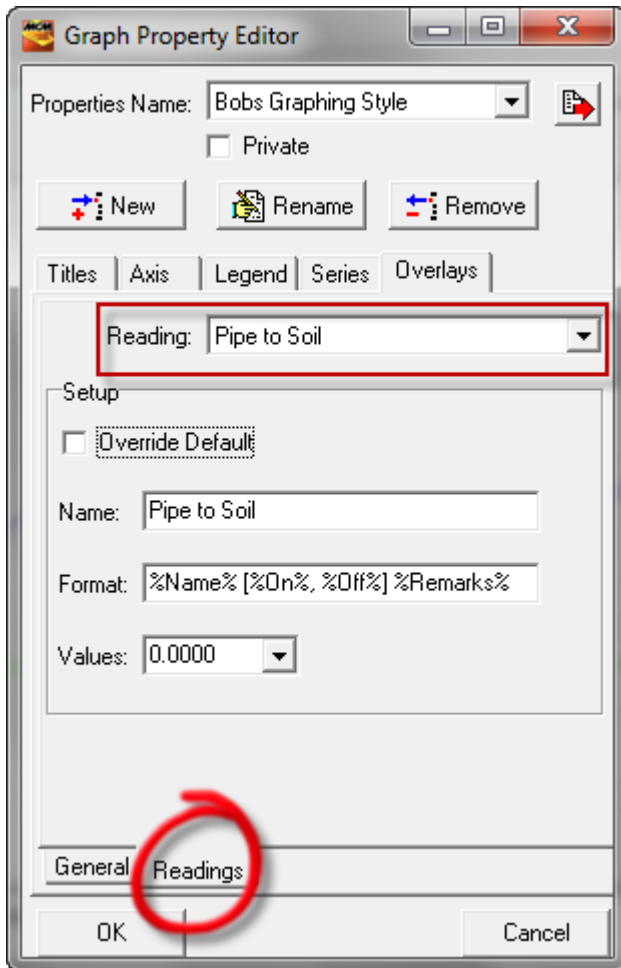 MCM
Graph Property Editor
Properties Name: Bobs Graphing Style
Private
New Rename Remove
Titles Axis Legend Series Overlays
Reading: Pipe to Soil
Setup
Override Default
Name: Pipe to Soil
Format: %Name% [%On%, %Off%] %Remarks%
Values: 0.0000
General Readings
OK Cancel